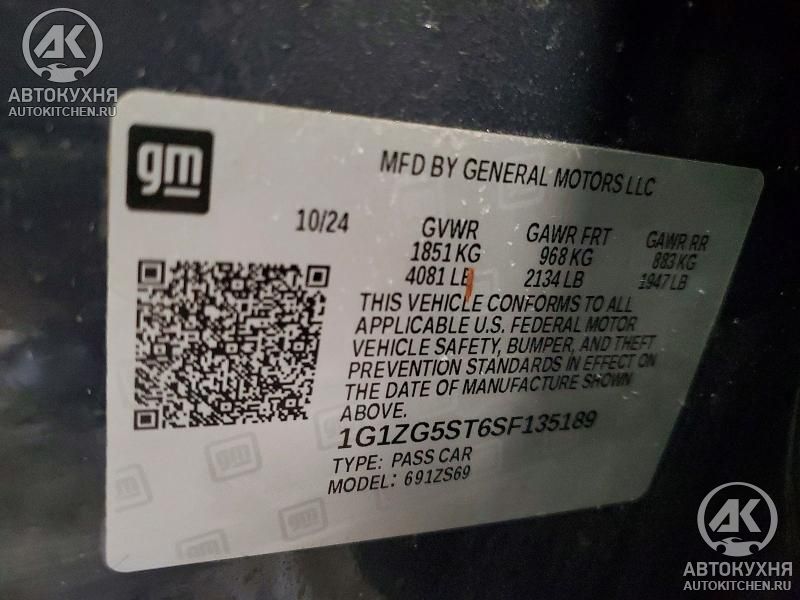 AK
АВТОКУХНЯ
AUTOKITCHEN.RU
gm
MFD BY GENERAL MOTORS LLC
10/24 GVWR GAWR FRT GAWR RR
1851 KG 968 KG 883 KG
4081 LB 2134 LB 1947 LB
THIS VEHICLE CONFORMS TO ALL
APPLICABLE U.S. FEDERAL MOTOR
VEHICLE SAFETY, BUMPER, AND THEFT
PREVENTION STANDARDS IN EFFECT ON
THE DATE OF MANUFACTURE SHOWN
ABOVE.
1G1ZG5ST6SF135189
TYPE: PASS CAR
MODEL: 691ZS69
AK
АВТОКУХНЯ
AUTOKITCHEN.RU